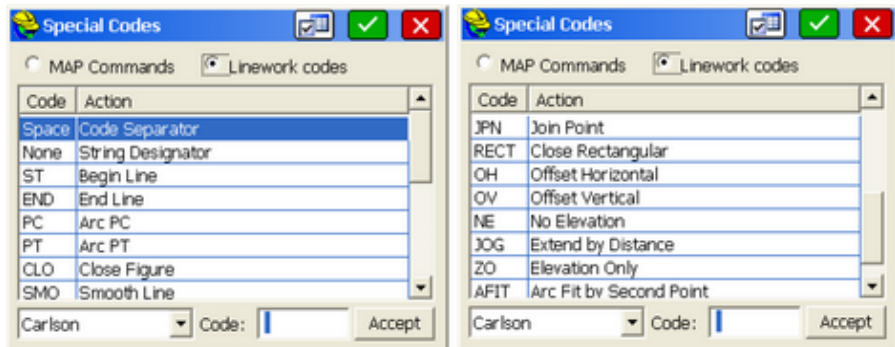 Special Codes
MAP Commands Linework codes
Code Action
Space Code Separator
None String Designator
ST Begin Line
END End Line
PC Arc PC
PT Arc PT
CLO Close Figure
SMO Smooth Line
Carlson Code: Accept
Special Codes
MAP Commands Linework codes
Code Action
JPN Join Point
RECT Close Rectangular
OH Offset Horizontal
OV Offset Vertical
NE No Elevation
JOG Extend by Distance
ZO Elevation Only
AFIT Arc Fit by Second Point
Carlson Code: Accept